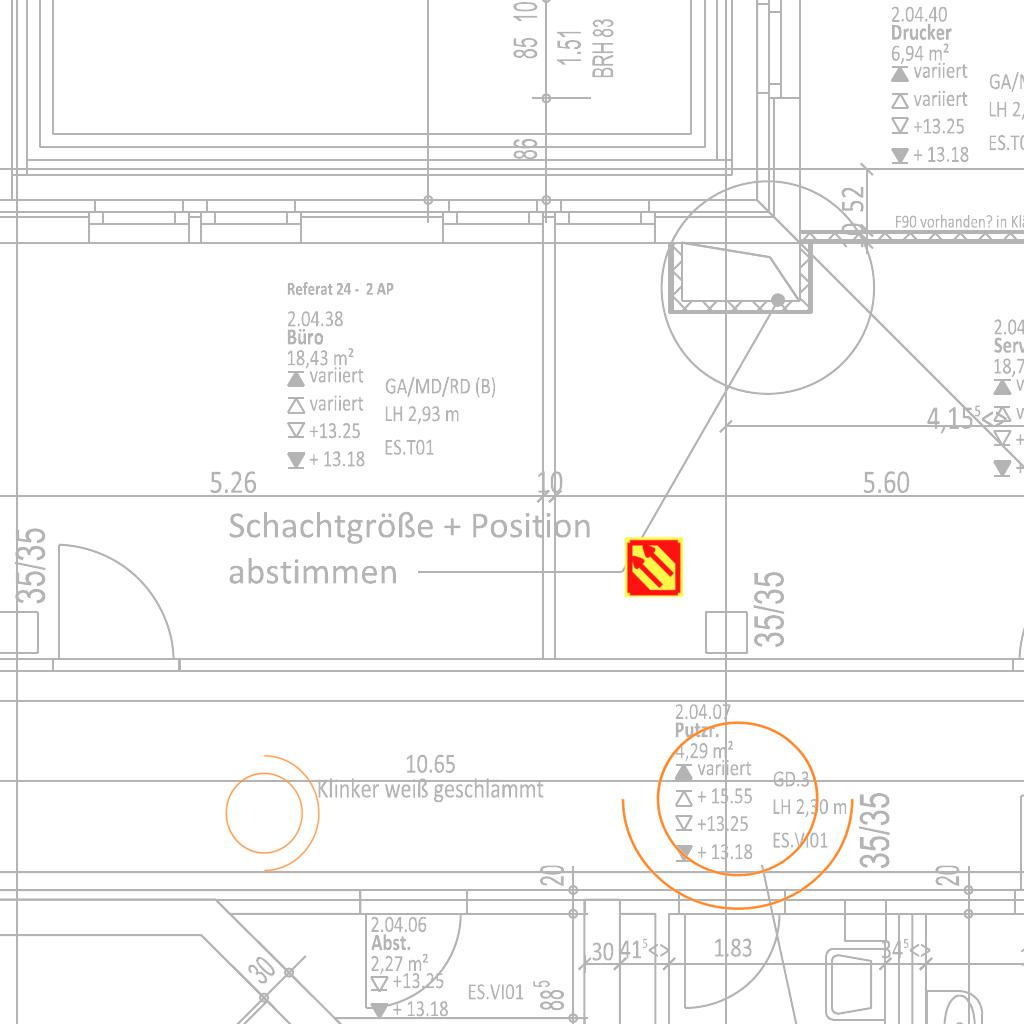 10
85
1.51
BRH 83
86
2.04.40
Drucker
6,94 m²
variiert
variiert
+13.25
+ 13.18
52
F90 vorhanden? in
Referat 24 - 2 AP
2.04.38
Büro
18,43 m²
variiert
variiert
+13.25
+ 13.18
GA/MD/RD (B)
LH 2,93 m
ES.T01
4,15⁵<>
5.26
10
5.60
Schachtgröße + Position
abstimmen
35/35
35/35
2.04.07
Putzr.
4,29 m²
variiert
+ 15.55
+13.25
+ 13.18
GD.3
LH 2,30 m
ES.VI01
35/35
10.65
Klinker weiß geschlammt
20
20
2.04.06
Abst.
2,27 m²
+13.25
+ 13.18
ES.VI01
30
30
41⁵<>
1.83
34⁵<>
88⁵